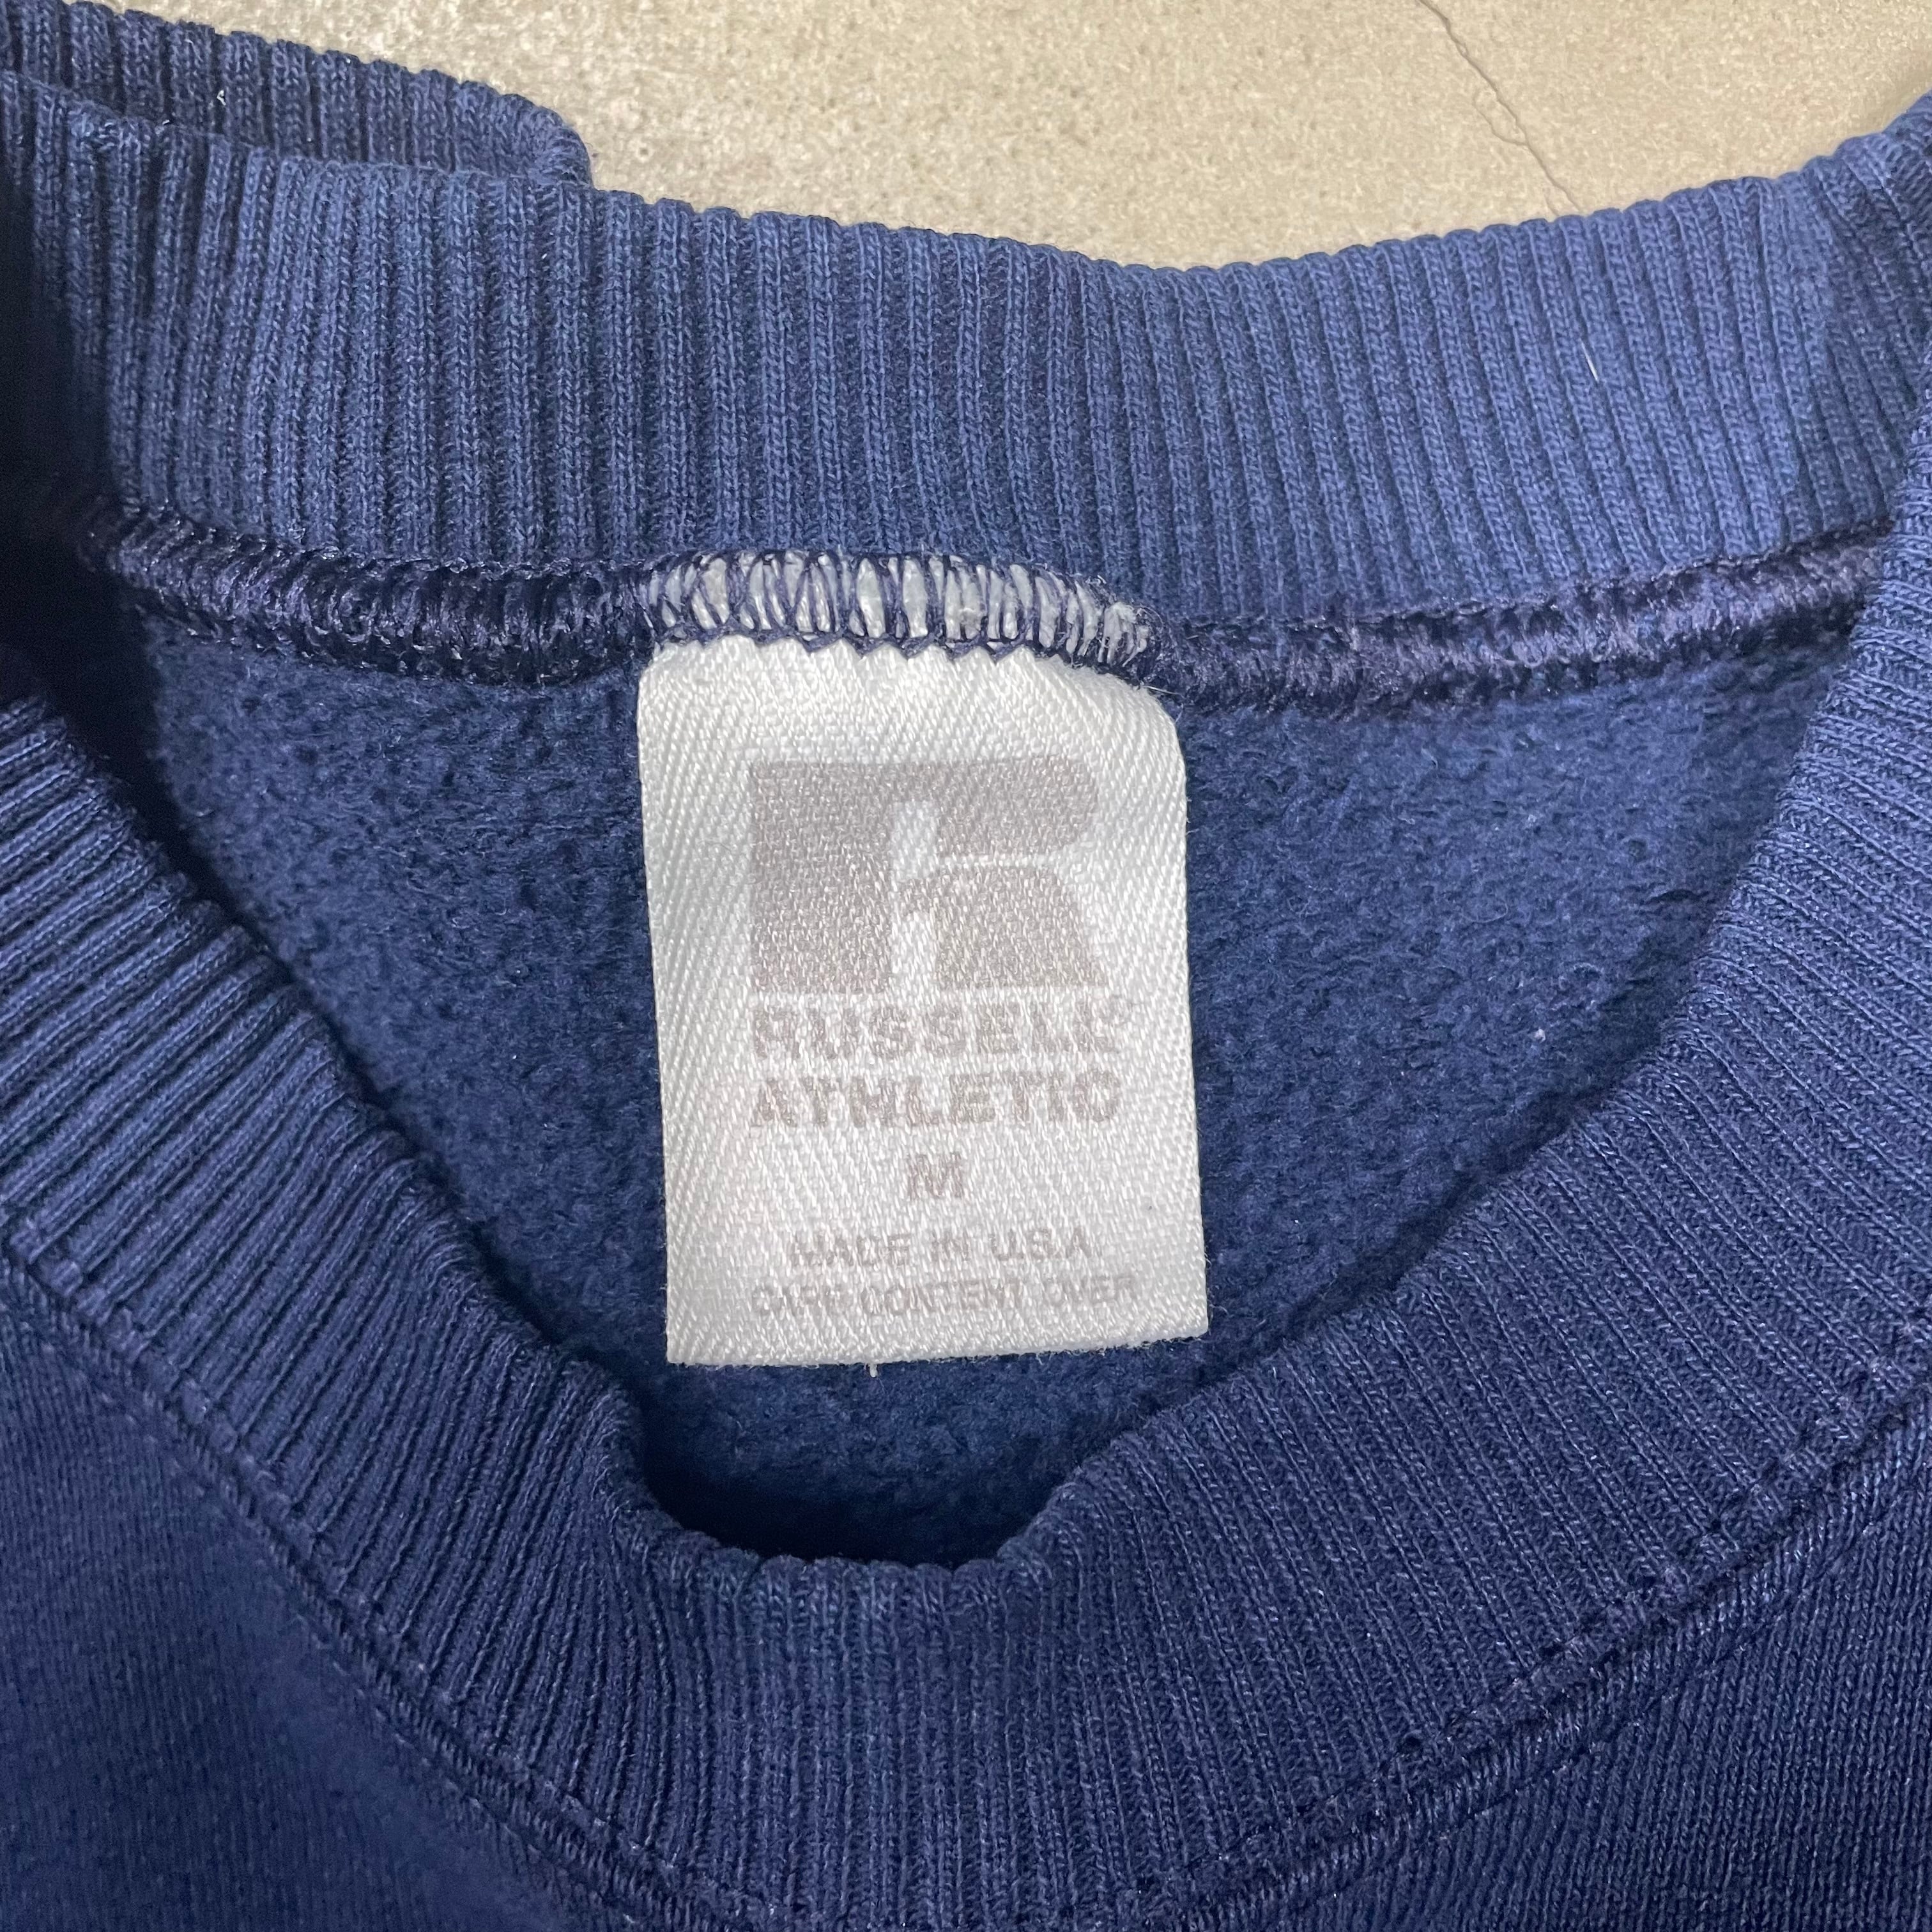 R
RUSSELL
ATHLETIC
M
MADE IN U.S.A
CARE CONTENT OVER